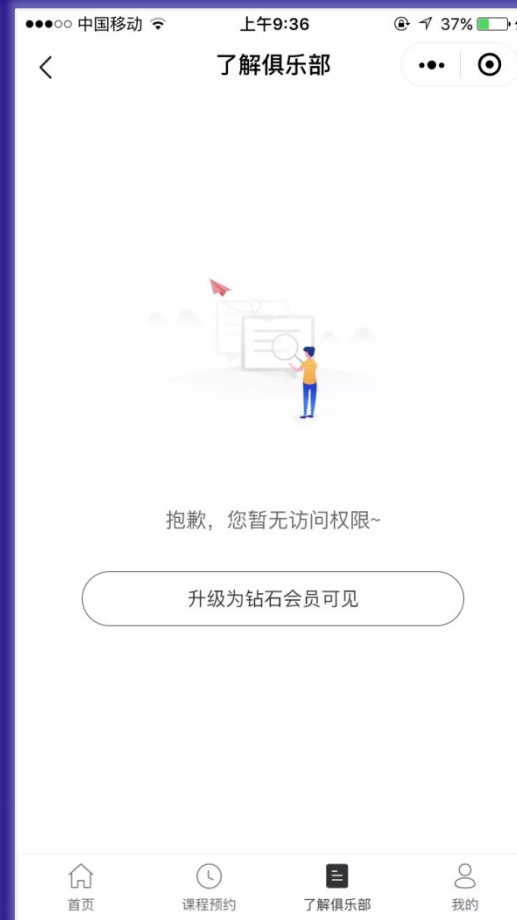 中国移动 上午9:36 37%
了解俱乐部
抱歉，您暂无访问权限~
升级为钻石会员可见
首页 课程预约 了解俱乐部 我的